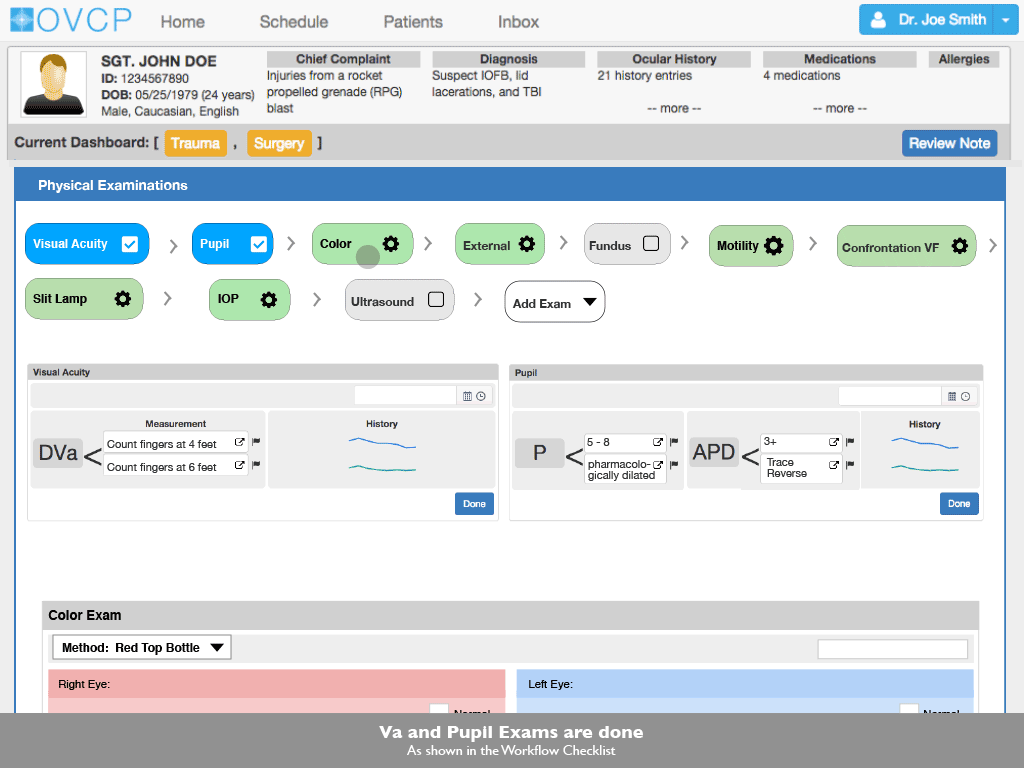 OVCP
Home
Schedule
Patients
Inbox
Dr. Joe Smith
SGT. JOHN DOE
ID: 1234567890
DOB: 05/25/1979 (24 years)
Male, Caucasian, English
Chief Complaint
Injuries from a rocket
propelled grenade (RPG)
blast
Diagnosis
Suspect IOFB, lid
lacerations, and TBI
Ocular History
21 history entries
-- more --
Medications
4 medications
-- more --
Allergies
Current Dashboard: [ Trauma , Surgery ]
Review Note
Physical Examinations
Visual Acuity
Pupil
Color
External
Fundus
Motility
Confrontation VF
Slit Lamp
IOP
Ultrasound
Add Exam
Visual Acuity
Measurement
History
DVa
Count fingers at 4 feet
Count fingers at 6 feet
Done
Pupil
P
5 - 8
pharmacolo-
gically dilated
APD
3+
Trace
Reverse
History
Done
Color Exam
Method: Red Top Bottle
Right Eye:
Left Eye:
Normal
Normal
Va and Pupil Exams are done
As shown in the Workflow Checklist